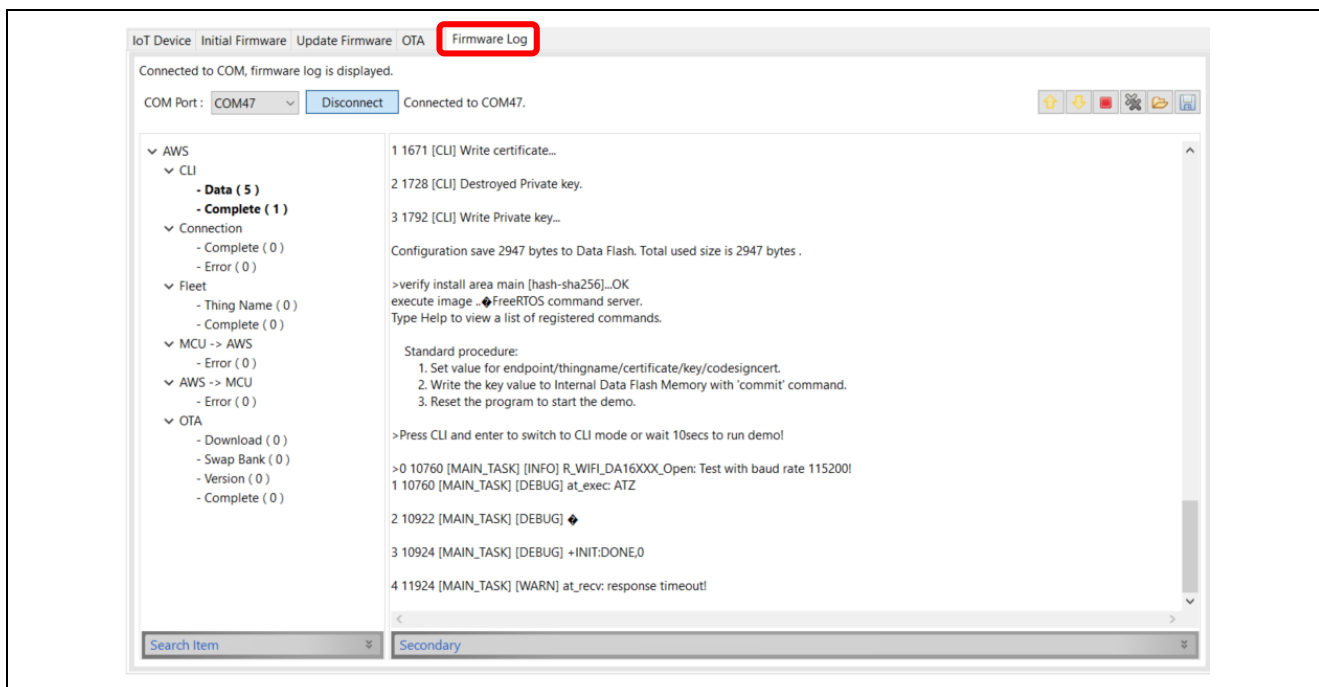 IoT Device Initial Firmware Update Firmware OTA Firmware Log
Connected to COM, firmware log is displayed.
COM Port : COM47 Disconnect Connected to COM47.
AWS
CLI
- Data ( 5 )
- Complete ( 1 )
Connection
- Complete ( 0 )
- Error ( 0 )
Fleet
- Thing Name ( 0 )
- Complete ( 0 )
MCU -> AWS
- Error ( 0 )
AWS -> MCU
- Error ( 0 )
OTA
- Download ( 0 )
- Swap Bank ( 0 )
- Version ( 0 )
- Complete ( 0 )
Search Item
1 1671 [CLI] Write certificate...
2 1728 [CLI] Destroyed Private key.
3 1792 [CLI] Write Private key...
Configuration save 2947 bytes to Data Flash. Total used size is 2947 bytes .
>verify install area main [hash-sha256]...OK
execute image ..�FreeRTOS command server.
Type Help to view a list of registered commands.
Standard procedure:
1. Set value for endpoint/thingname/certificate/key/codesigncert.
2. Write the key value to Internal Data Flash Memory with 'commit' command.
3. Reset the program to start the demo.
>Press CLI and enter to switch to CLI mode or wait 10secs to run demo!
>0 10760 [MAIN_TASK] [INFO] R_WIFI_DA16XXX_Open: Test with baud rate 115200!
1 10760 [MAIN_TASK] [DEBUG] at_exec: ATZ
2 10922 [MAIN_TASK] [DEBUG] �
3 10924 [MAIN_TASK] [DEBUG] +INIT:DONE,0
4 11924 [MAIN_TASK] [WARN] at_recv: response timeout!
Secondary